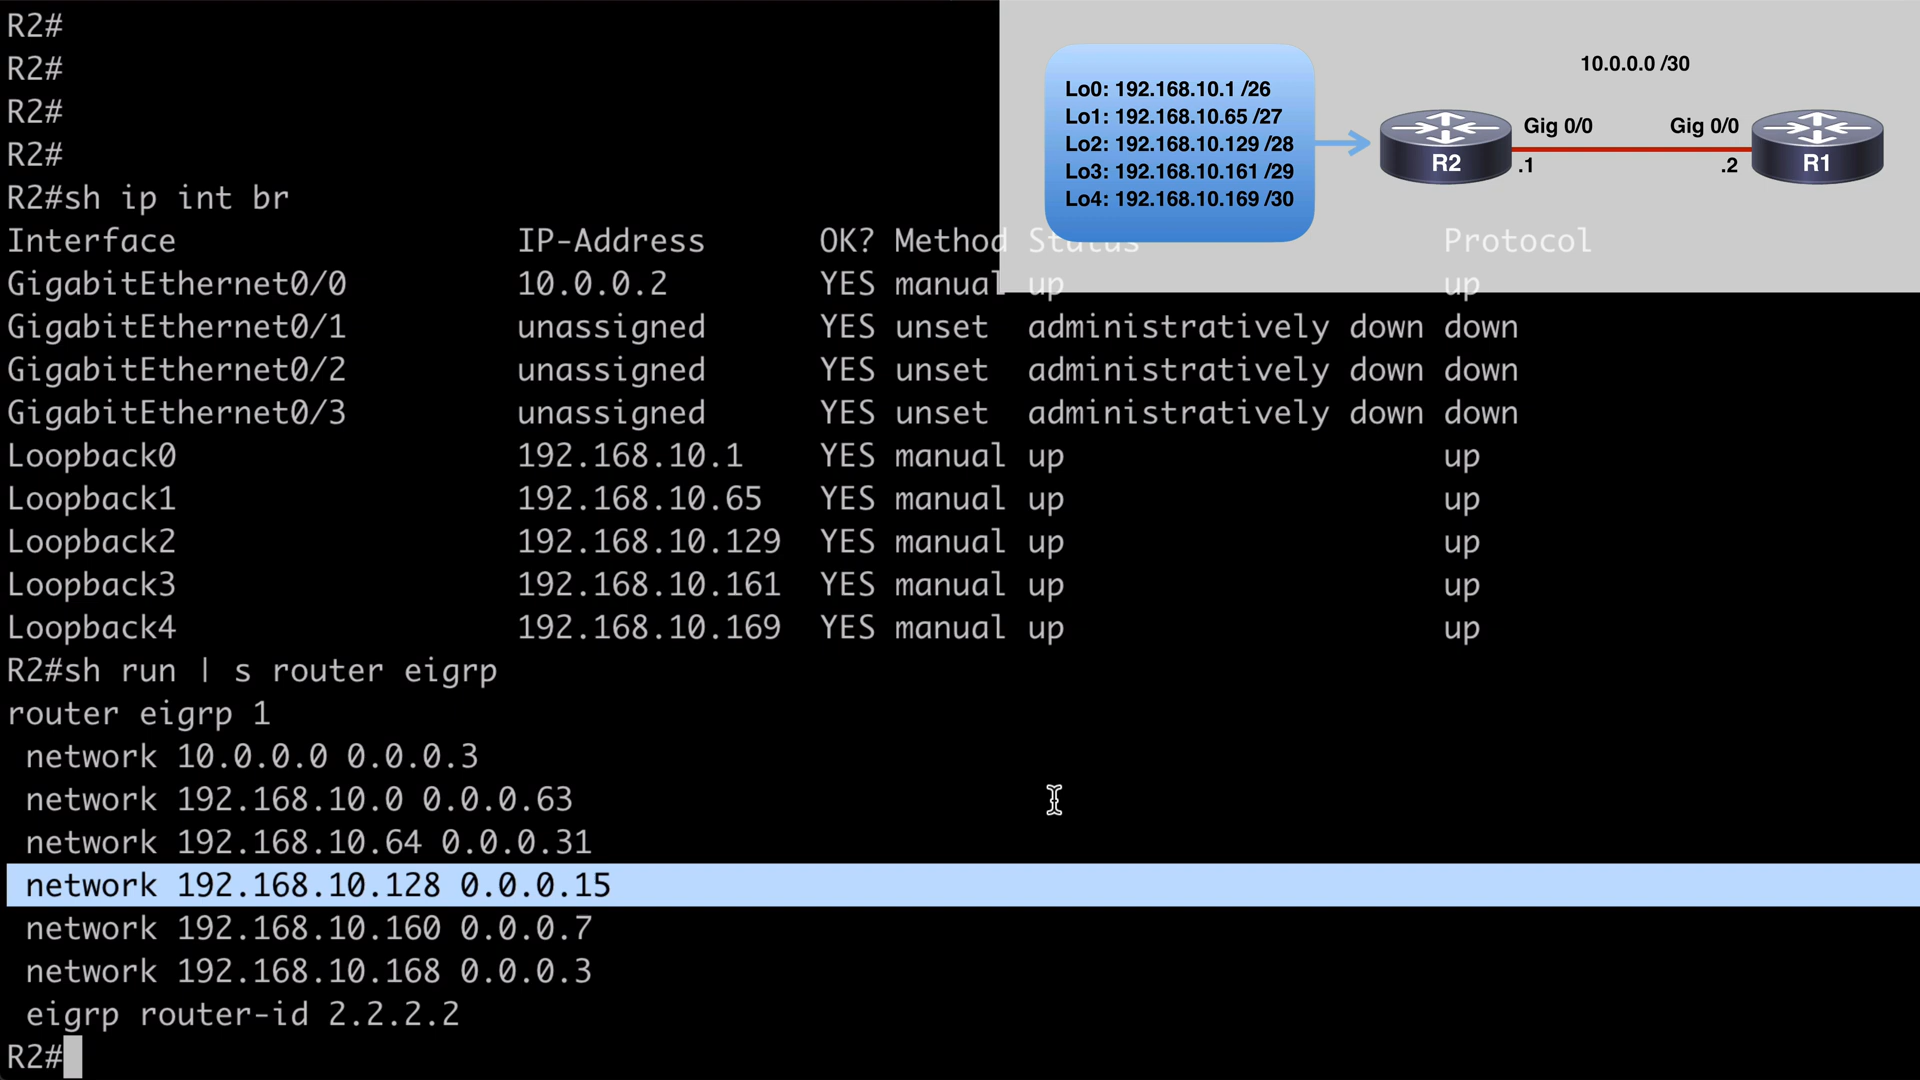 R2#
R2#
R2#
R2#
R2#sh ip int br
Interface IP-Address OK? Method Status Protocol
GigabitEthernet0/0 10.0.0.2 YES manual up up
GigabitEthernet0/1 unassigned YES unset administratively down down
GigabitEthernet0/2 unassigned YES unset administratively down down
GigabitEthernet0/3 unassigned YES unset administratively down down
Loopback0 192.168.10.1 YES manual up up
Loopback1 192.168.10.65 YES manual up up
Loopback2 192.168.10.129 YES manual up up
Loopback3 192.168.10.161 YES manual up up
Loopback4 192.168.10.169 YES manual up up
R2#sh run | s router eigrp
router eigrp 1
network 10.0.0.0 0.0.0.3
network 192.168.10.0 0.0.0.63
network 192.168.10.64 0.0.0.31
network 192.168.10.128 0.0.0.15
network 192.168.10.160 0.0.0.7
network 192.168.10.168 0.0.0.3
eigrp router-id 2.2.2.2
R2#
Lo0: 192.168.10.1 /26
Lo1: 192.168.10.65 /27
Lo2: 192.168.10.129 /28
Lo3: 192.168.10.161 /29
Lo4: 192.168.10.169 /30
10.0.0.0 /30
Gig 0/0 Gig 0/0
R2 .1 .2 R1